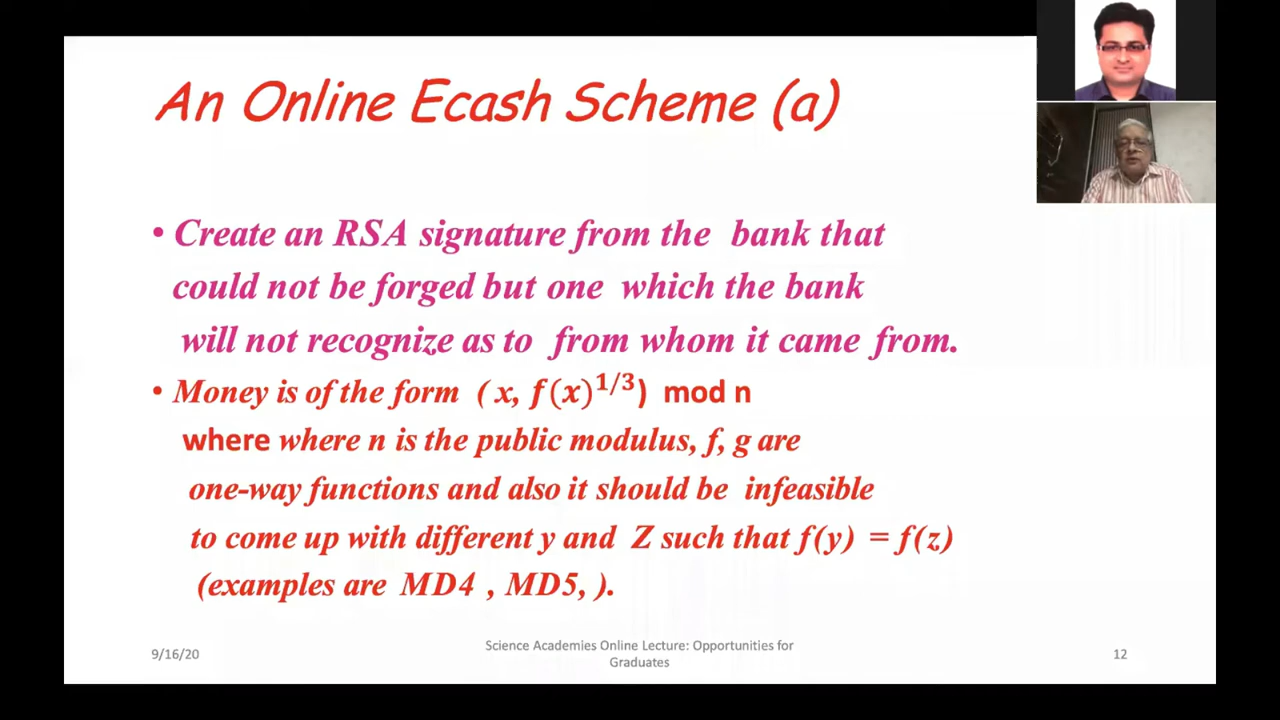 An Online Ecash Scheme (a)
• Create an RSA signature from the bank that
could not be forged but one which the bank
will not recognize as to from whom it came from.
• Money is of the form ( x, f(x)^{1/3}) mod n
where where n is the public modulus, f, g are
one-way functions and also it should be infeasible
to come up with different y and Z such that f(y) = f(z)
(examples are MD4 , MD5, ).
9/16/20
Science Academies Online Lecture: Opportunities for
Graduates
12